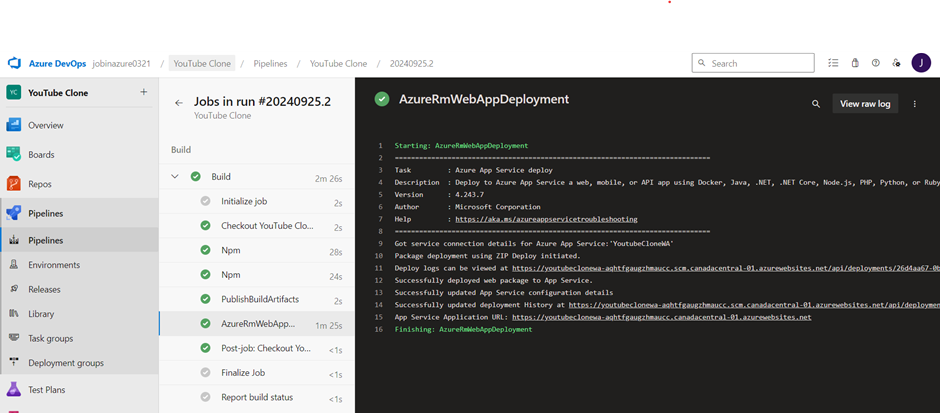 Azure DevOps jobinazure0321 / YouTube Clone / Pipelines / YouTube Clone / 20240925.2
Search
J
YC YouTube Clone +
Overview
Boards
Repos
Pipelines
Pipelines
Environments
Releases
Library
Task groups
Deployment groups
Test Plans
Jobs in run #20240925.2
YouTube Clone
Build
Build 2m 26s
Initialize job 2s
Checkout YouTube Clo... 2s
Npm 28s
Npm 24s
PublishBuildArtifacts 2s
AzureRmWebApp... 1m 25s
Post-job: Checkout Yo... <1s
Finalize Job <1s
Report build status <1s
AzureRmWebAppDeployment
View raw log
1 Starting: AzureRmWebAppDeployment
2 ==============================================================================
3 Task : Azure App Service deploy
4 Description : Deploy to Azure App Service a web, mobile, or API app using Docker, Java, .NET, .NET Core, Node.js, PHP, Python, or Ruby
5 Version : 4.243.7
6 Author : Microsoft Corporation
7 Help : https://aka.ms/azureappservicetroubleshooting
8 ==============================================================================
9 Got service connection details for Azure App Service:'YoutubeCloneWA'
10 Package deployment using ZIP Deploy initiated.
11 Deploy logs can be viewed at https://youtubeclonewa-aqhtfgaugzhmaucc.scm.canadacentral-01.azurewebsites.net/api/deployments/26d4aa67-0b
12 Successfully deployed web package to App Service.
13 Successfully updated App Service configuration details
14 Successfully updated deployment History at https://youtubeclonewa-aqhtfgaugzhmaucc.scm.canadacentral-01.azurewebsites.net/api/deploymen
15 App Service Application URL: https://youtubeclonewa-aqhtfgaugzhmaucc.canadacentral-01.azurewebsites.net
16 Finishing: AzureRmWebAppDeployment